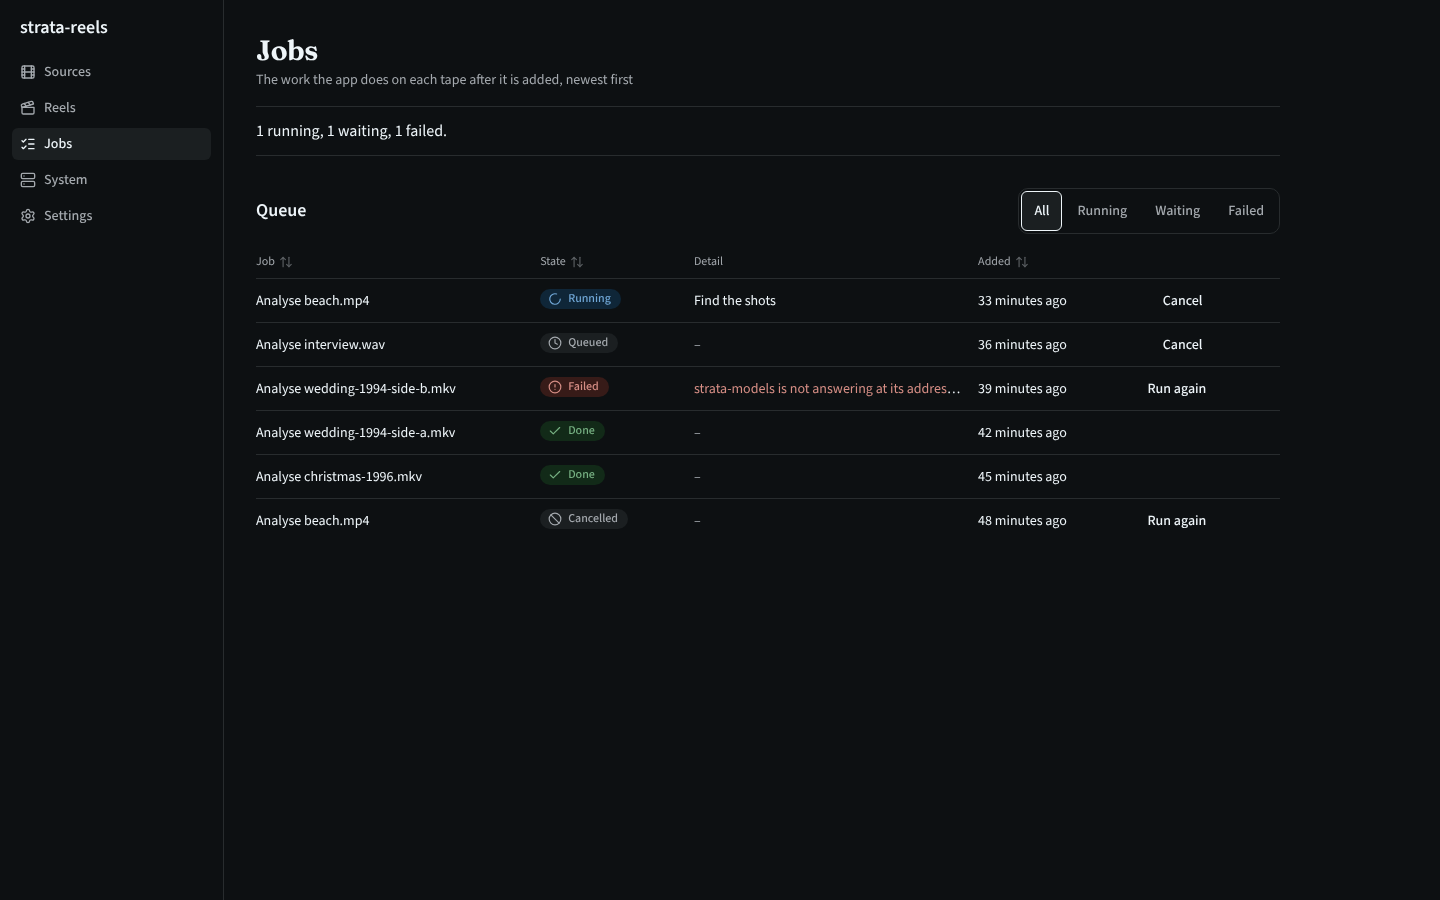 strata-reels
Sources
Reels
Jobs
System
Settings
Jobs
The work the app does on each tape after it is added, newest first
1 running, 1 waiting, 1 failed.
Queue
All Running Waiting Failed
Job State Detail Added
Analyse beach.mp4 Running Find the shots 33 minutes ago Cancel
Analyse interview.wav Queued – 36 minutes ago Cancel
Analyse wedding-1994-side-b.mkv Failed strata-models is not answering at its addres… 39 minutes ago Run again
Analyse wedding-1994-side-a.mkv Done – 42 minutes ago
Analyse christmas-1996.mkv Done – 45 minutes ago
Analyse beach.mp4 Cancelled – 48 minutes ago Run again